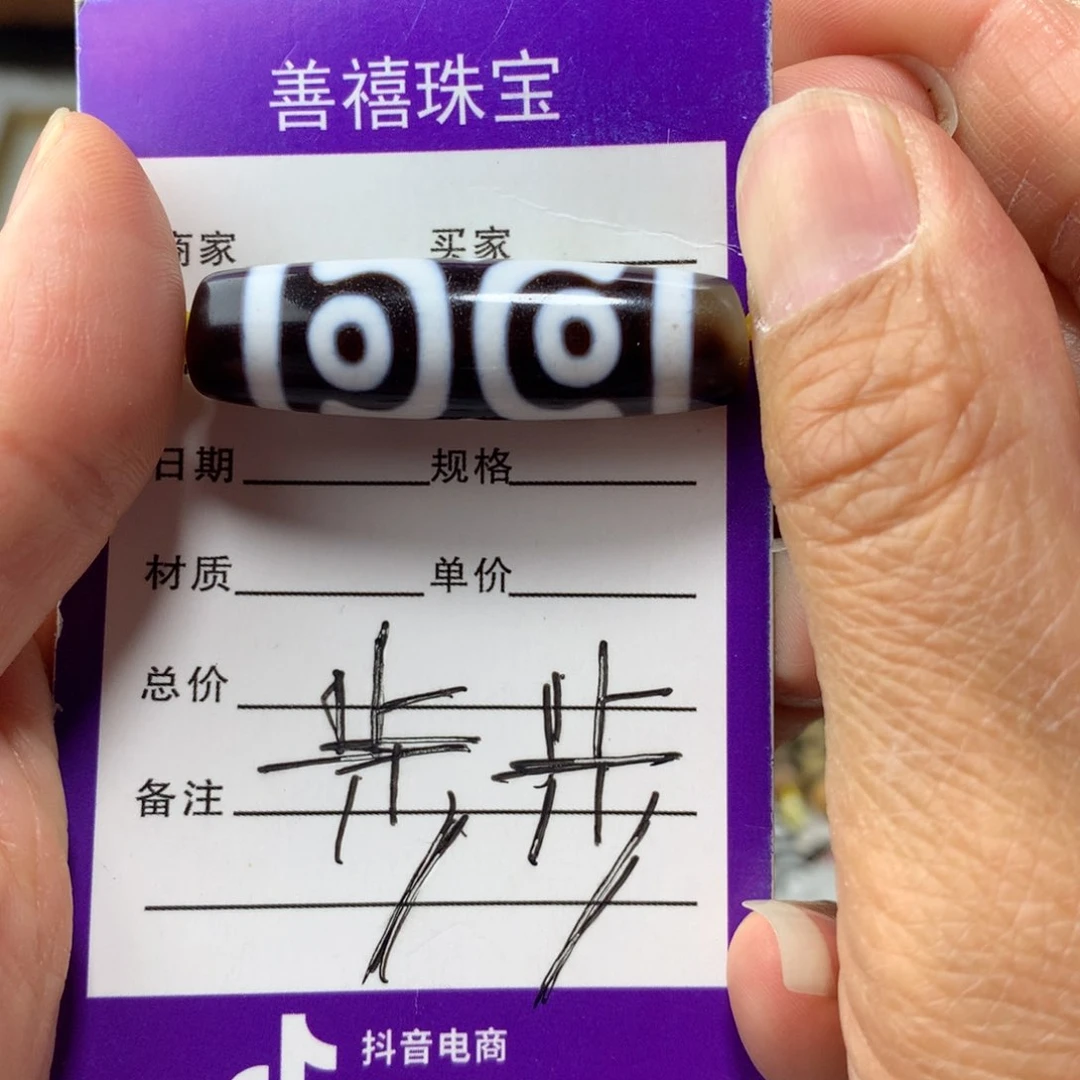 善禧珠宝
商家 买家
日期 规格
材质 单价
总价
备注
步步
抖音电商